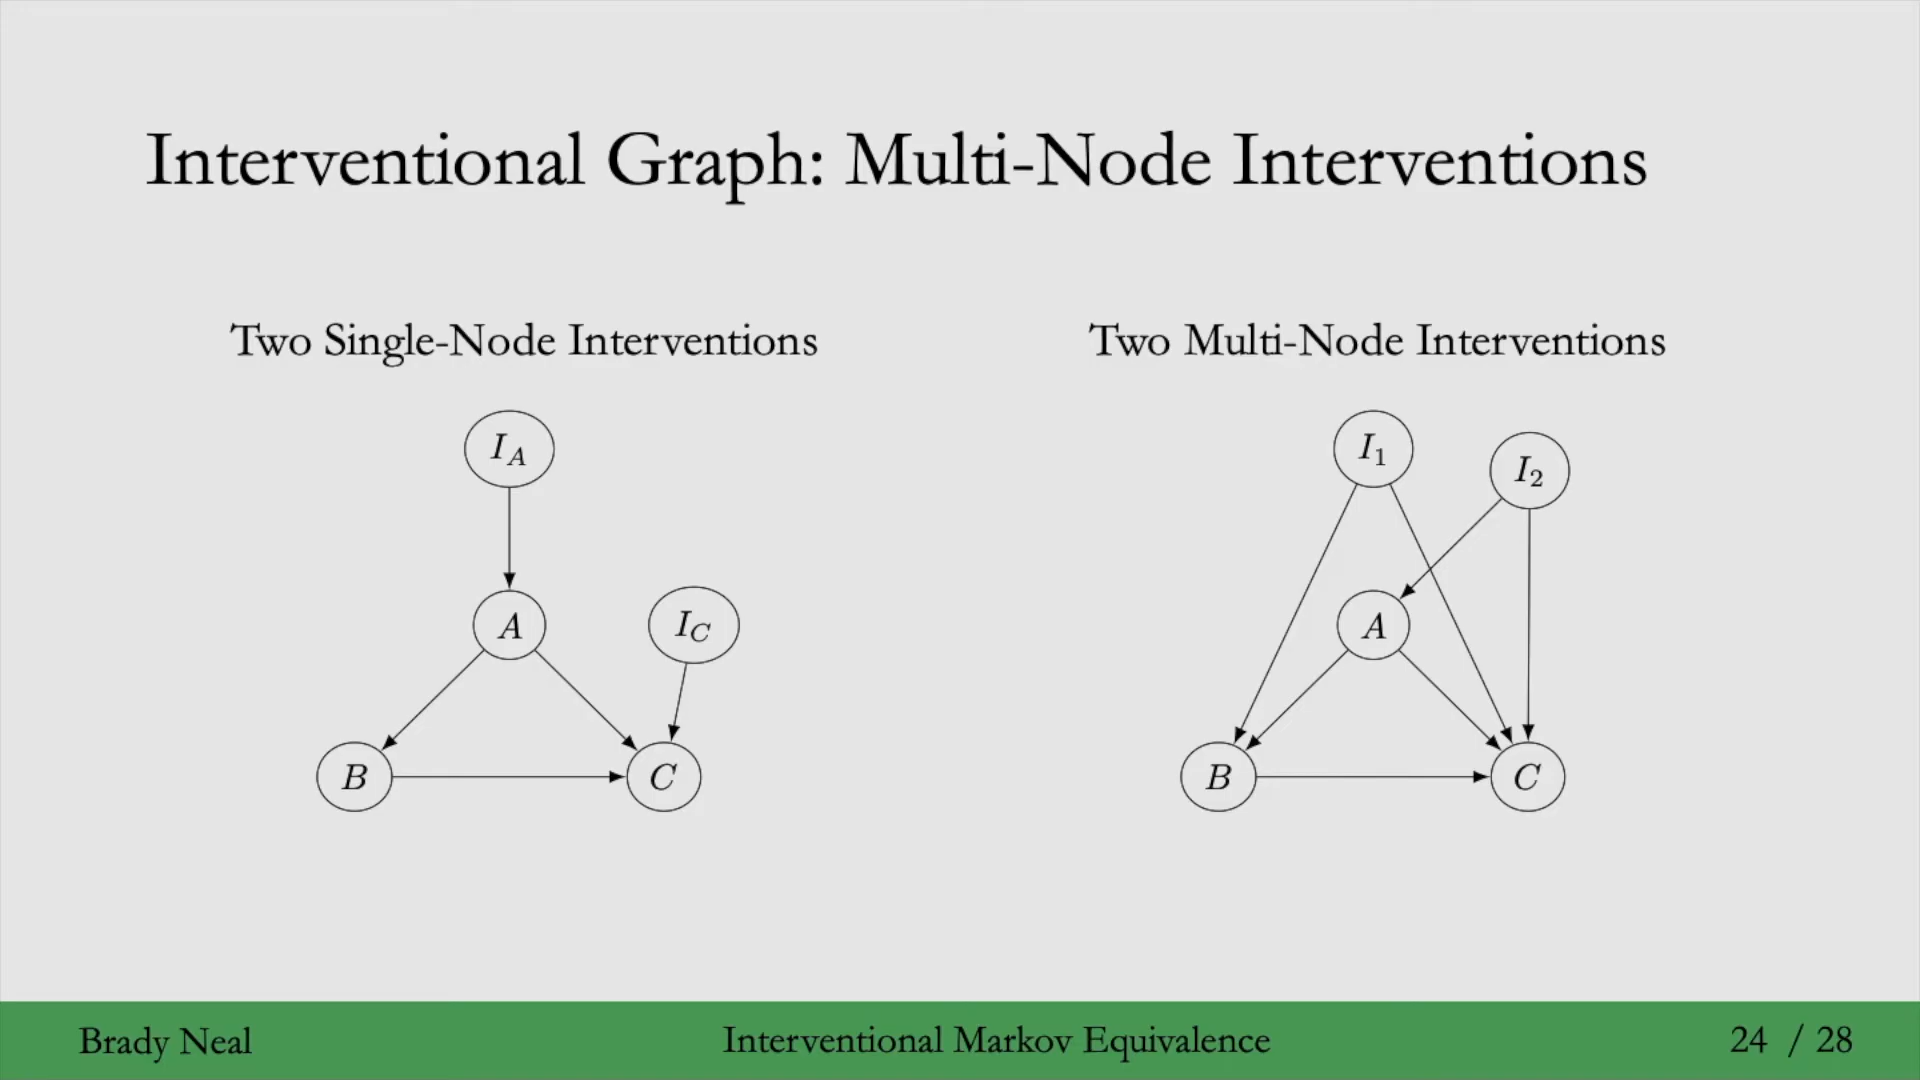 Interventional Graph: Multi-Node Interventions
Two Single-Node Interventions
I_A
A
I_C
B
C
Two Multi-Node Interventions
I_1
I_2
A
B
C
Brady Neal
Interventional Markov Equivalence
24 / 28